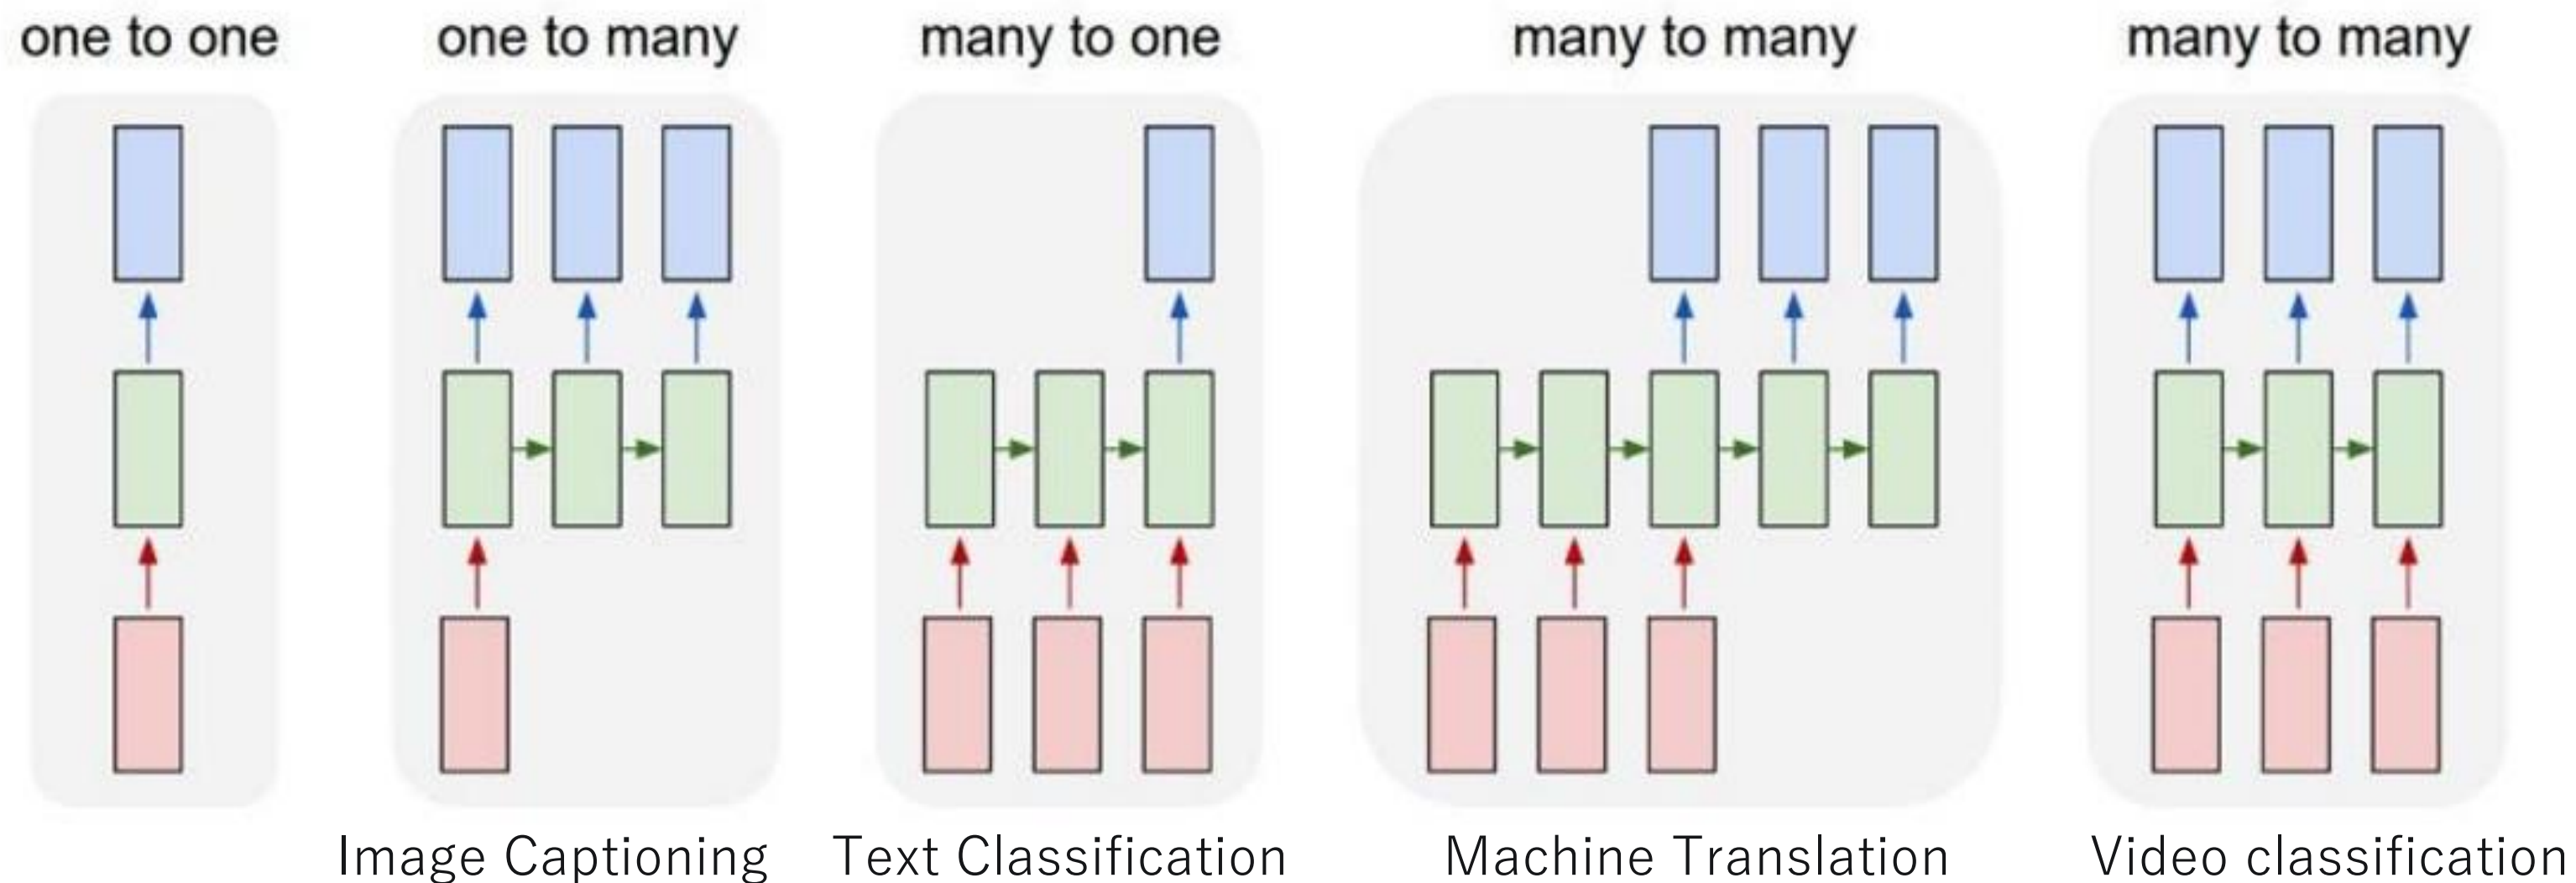 one to one
one to many
many to one
many to many
many to many
Image Captioning
Text Classification
Machine Translation
Video classification